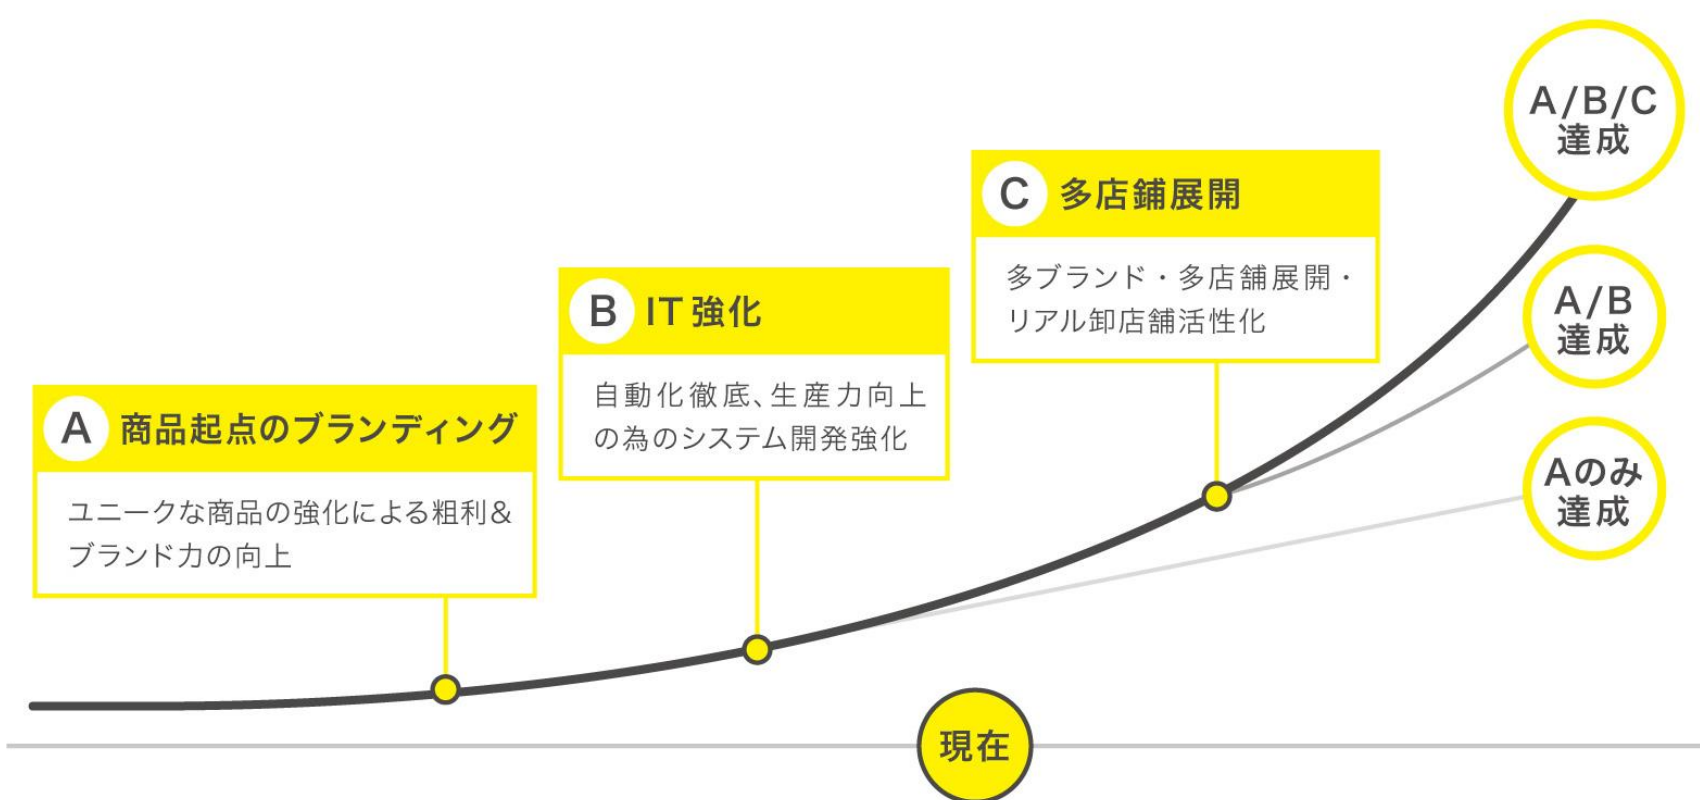 A 商品起点のブランディング
ユニークな商品の強化による粗利&
ブランド力の向上
B IT強化
自動化徹底、生産力向上
の為のシステム開発強化
C 多店鋪展開
多ブランド・多店舗展開・
リアル卸店舗活性化
A/B/C
達成
A/B
達成
Aのみ
達成
現在